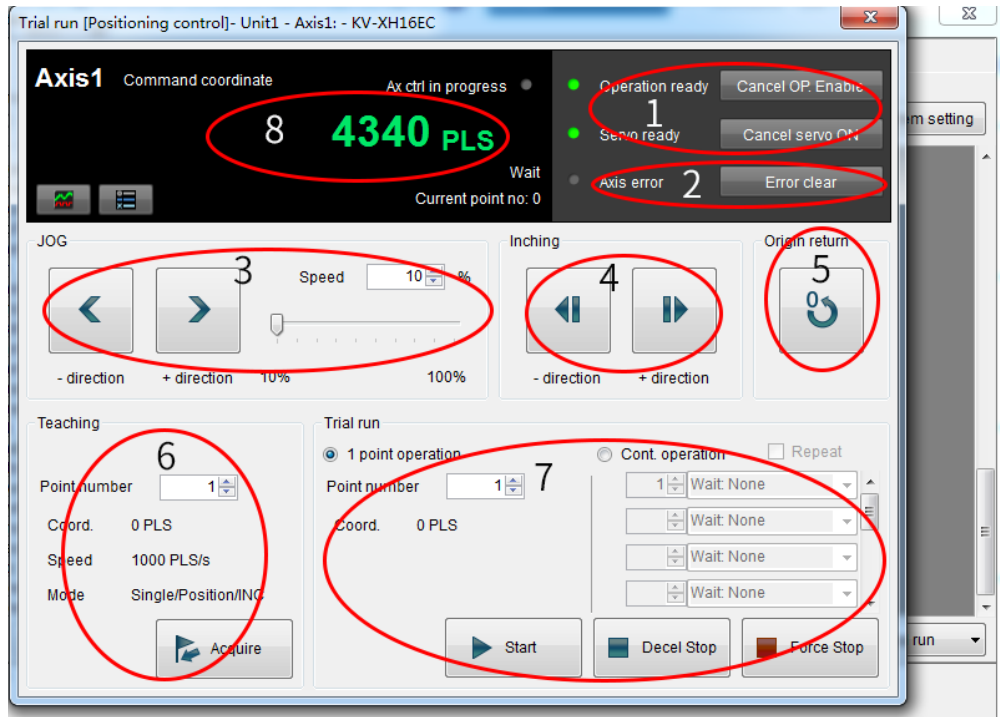 Trial run [Positioning control]- Unit1 - Axis1: - KV-XH16EC
Axis1 Command coordinate
Ax ctrl in progress
8 4340 PLS
Wait
Current point no: 0
Operation ready Cancel OP. Enable
1
Servo ready Cancel servo ON
Axis error 2 Error clear
em setting
JOG
3
Speed 10 %
- direction + direction 10% 100%
Inching
4
- direction + direction
Origin return
5
0
Teaching
6
Point number 1
Coord. 0 PLS
Speed 1000 PLS/s
Mode Single/Position/INC
Acquire
Trial run
1 point operation
Point number 1 7
Coord. 0 PLS
Cont. operation Repeat
1 Wait: None
Wait: None
Wait: None
Wait: None
Start Decel Stop Force Stop
run